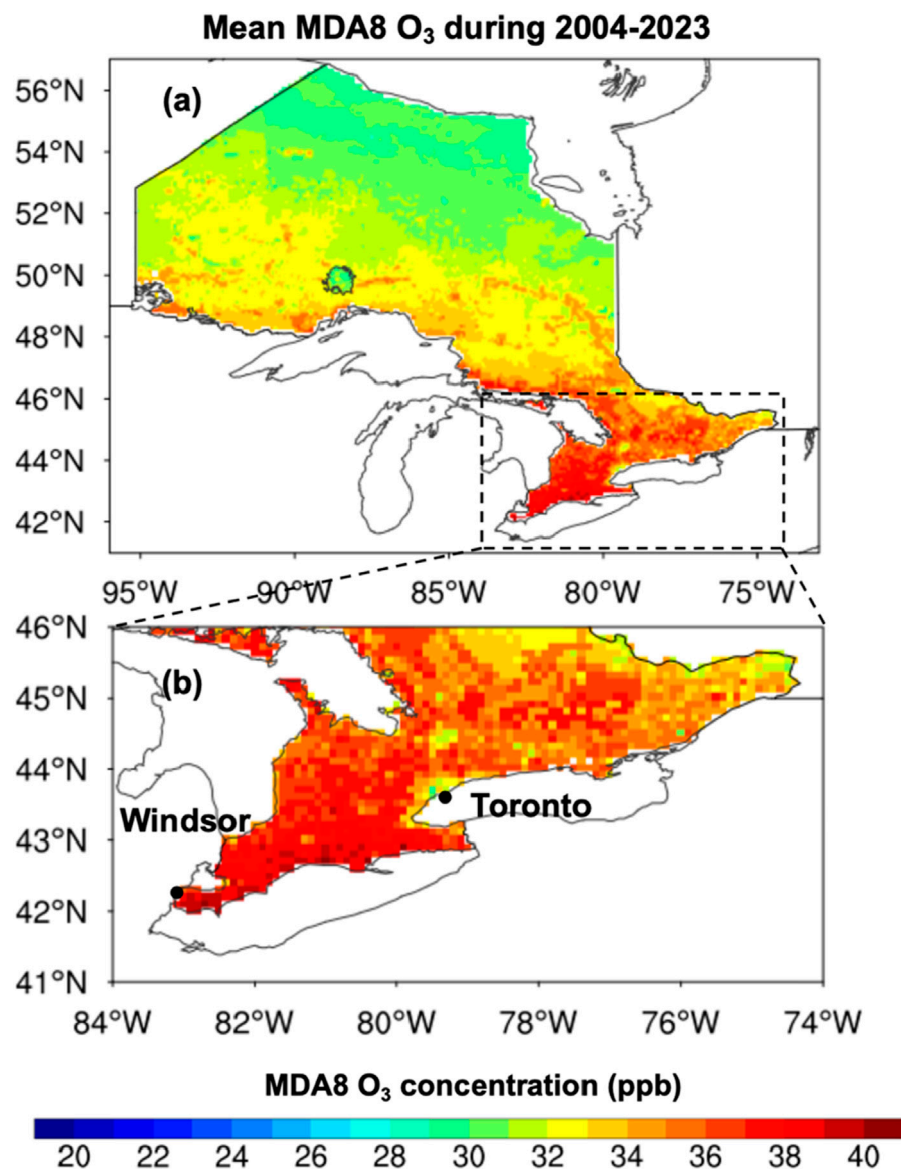 Mean MDA8 O₃ during 2004-2023
(a)
56°N
54°N
52°N
50°N
48°N
46°N
44°N
42°N
95°W 90°W 85°W 80°W 75°W
(b)
46°N
45°N
44°N
43°N
42°N
41°N
Windsor
Toronto
84°W 82°W 80°W 78°W 76°W 74°W
MDA8 O₃ concentration (ppb)
20 22 24 26 28 30 32 34 36 38 40